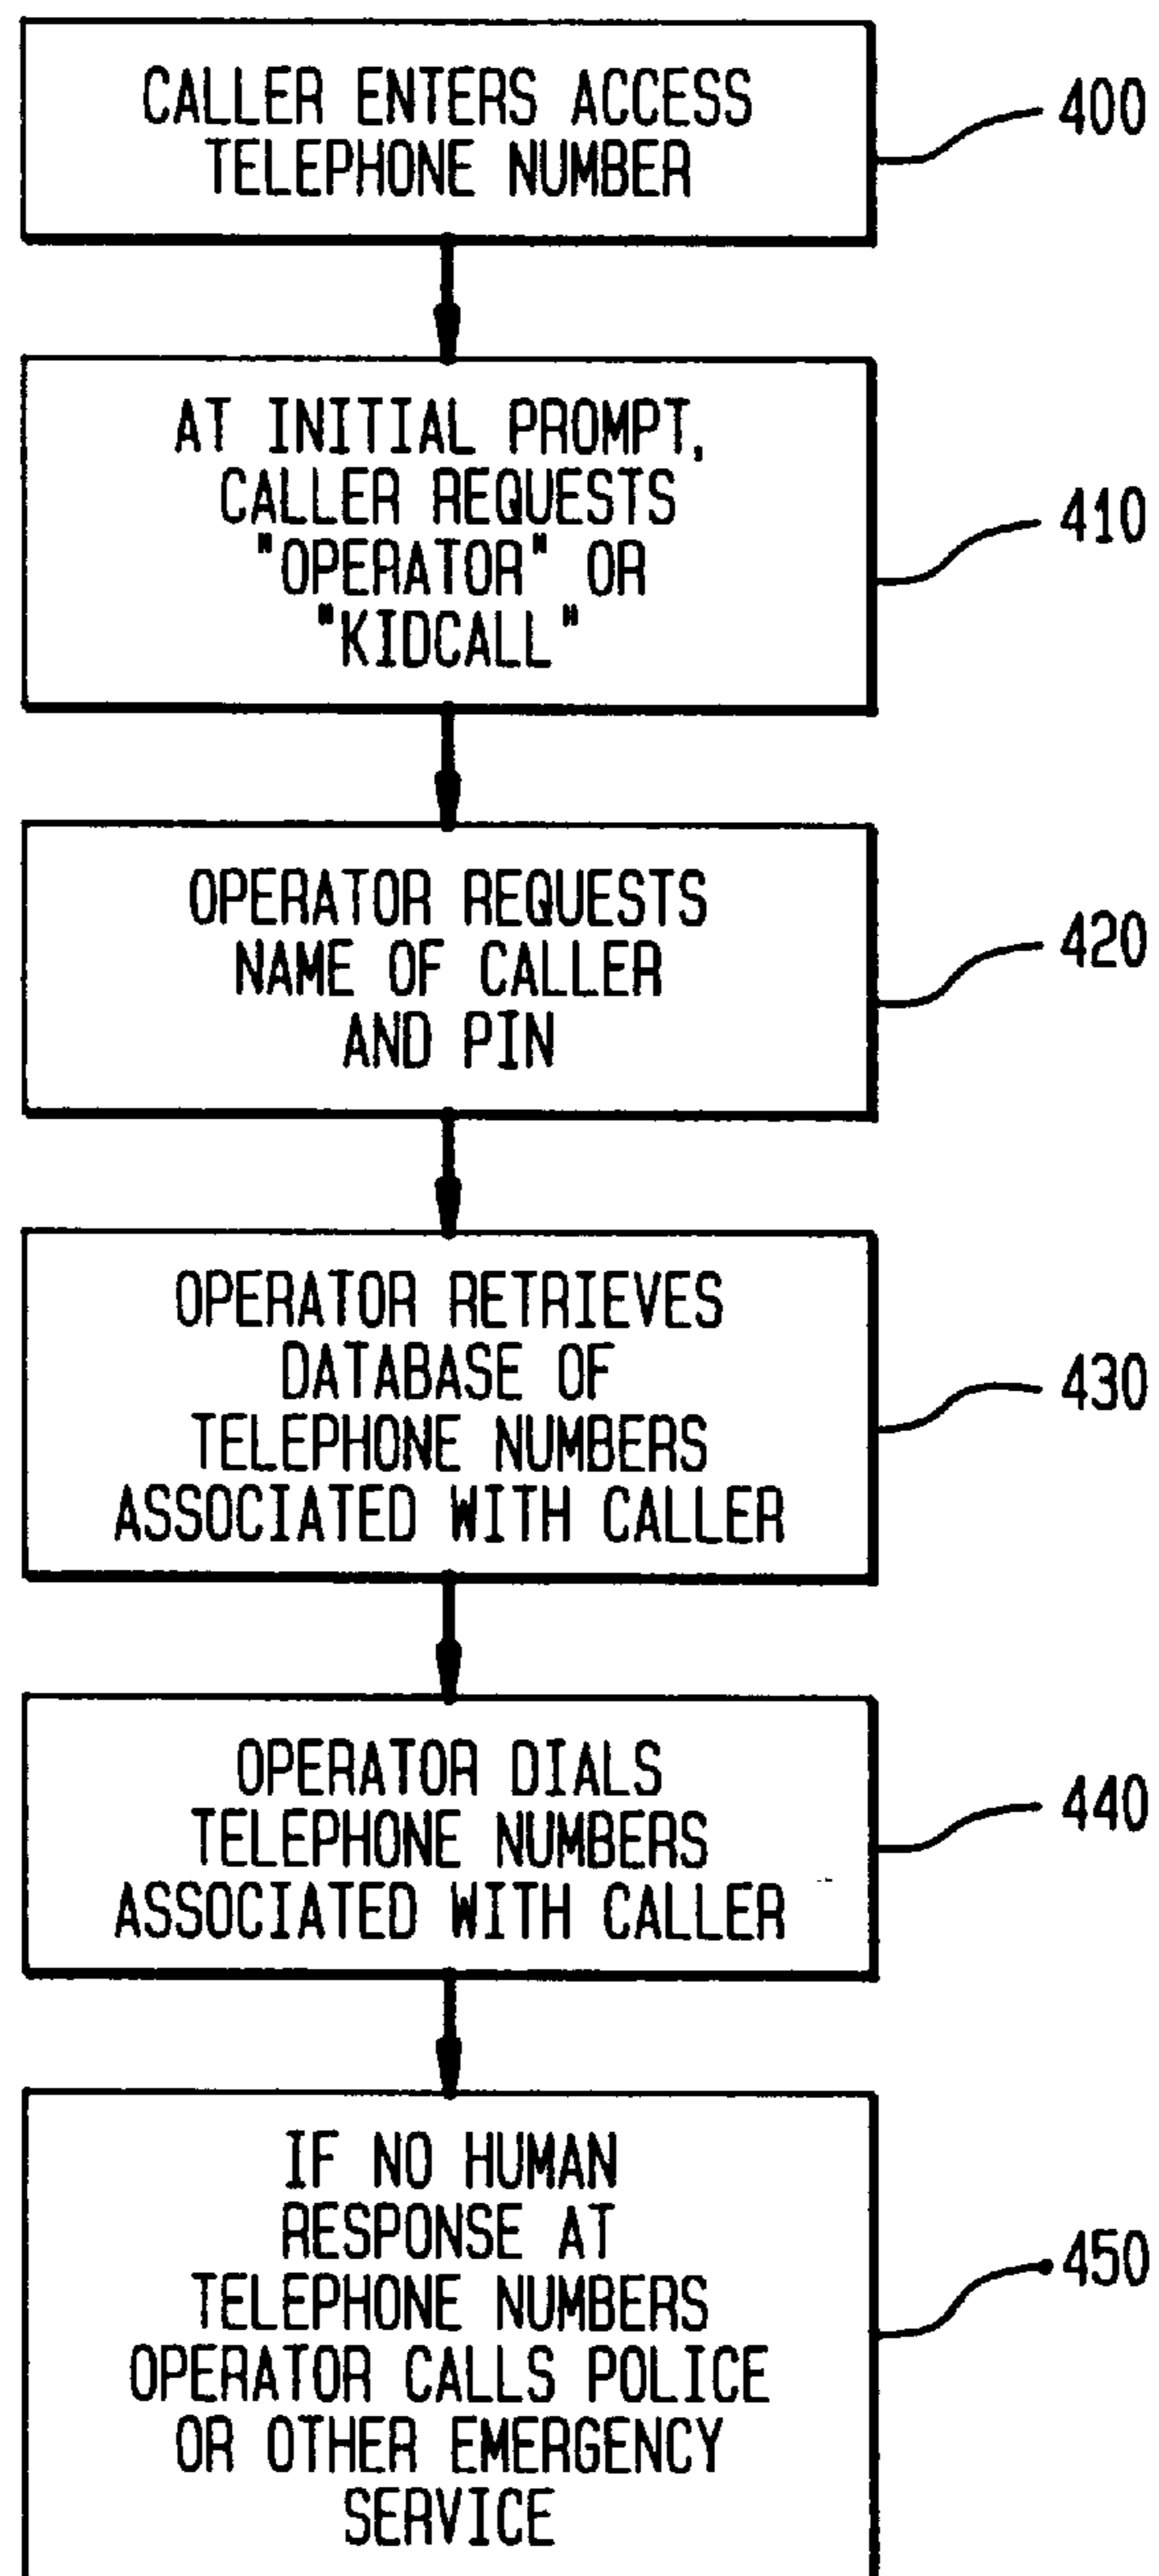 CALLER ENTERS ACCESS
TELEPHONE NUMBER
400
AT INITIAL PROMPT,
CALLER REQUESTS
"OPERATOR" OR
"KIDCALL"
410
OPERATOR REQUESTS
NAME OF CALLER
AND PIN
420
OPERATOR RETRIEVES
DATABASE OF
TELEPHONE NUMBERS
ASSOCIATED WITH CALLER
430
OPERATOR DIALS
TELEPHONE NUMBERS
ASSOCIATED WITH CALLER
440
IF NO HUMAN
RESPONSE AT
TELEPHONE NUMBERS
OPERATOR CALLS POLICE
OR OTHER EMERGENCY
SERVICE
450